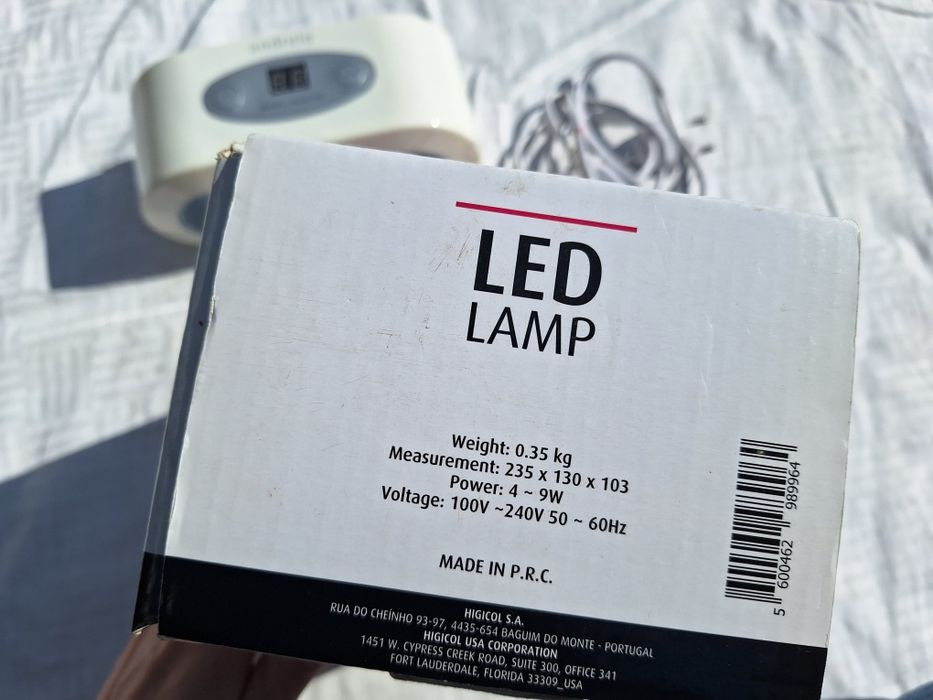 LED
LAMP
Weight: 0.35 kg
Measurement: 235 x 130 x 103
Power: 4 ~ 9W
Voltage: 100V ~240V 50 ~ 60Hz
MADE IN P.R.C.
5 600462 989964
HIGICOL S.A.
RUA DO CHEÍNHO 93-97, 4435-654 BAGUIM DO MONTE - PORTUGAL
HIGICOL USA CORPORATION
1451 W. CYPRESS CREEK ROAD, SUITE 300, OFFICE 341
FORT LAUDERDALE, FLORIDA 33309_USA